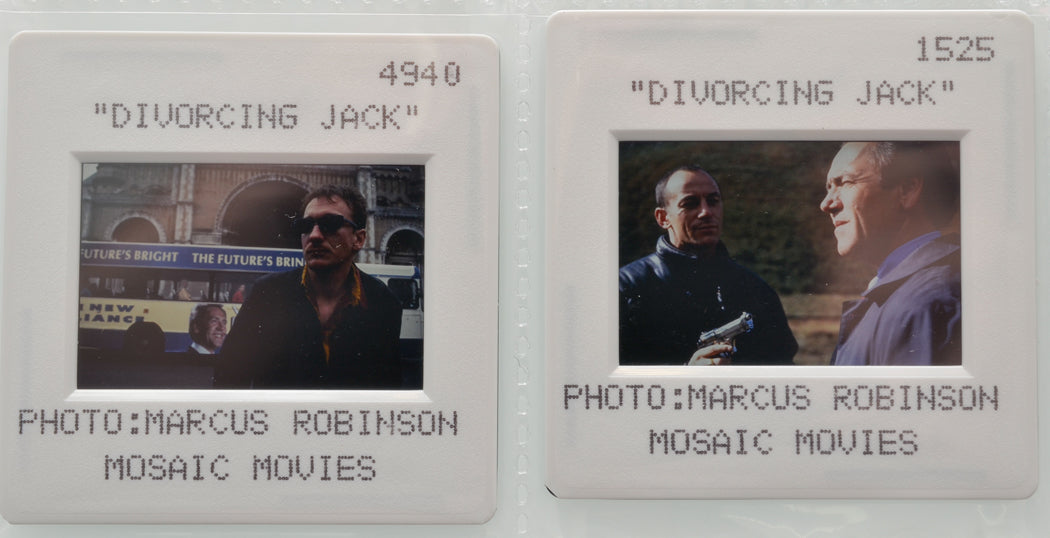 4940
"DIVORCING JACK"
FUTURE'S BRIGHT THE FUTURE'S BRIN
NEW
IANCE
PHOTO:MARCUS ROBINSON
MOSAIC MOVIES
1525
"DIVORCING JACK"
PHOTO:MARCUS ROBINSON
MOSAIC MOVIES